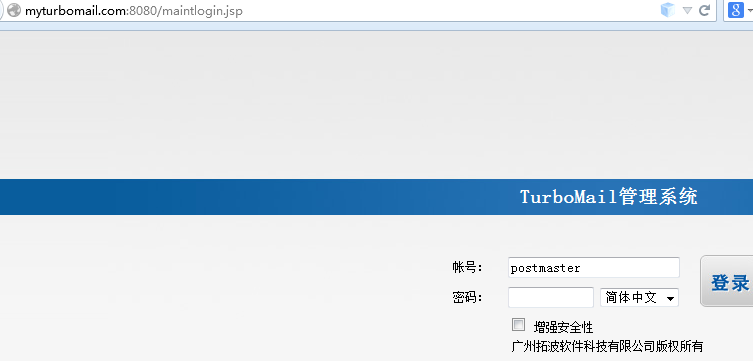 myturbomail.com:8080/maintlogin.jsp
TurboMail管理系统
帐号： postmaster
登录
密码： 简体中文
增强安全性
广州拓波软件科技有限公司版权所有